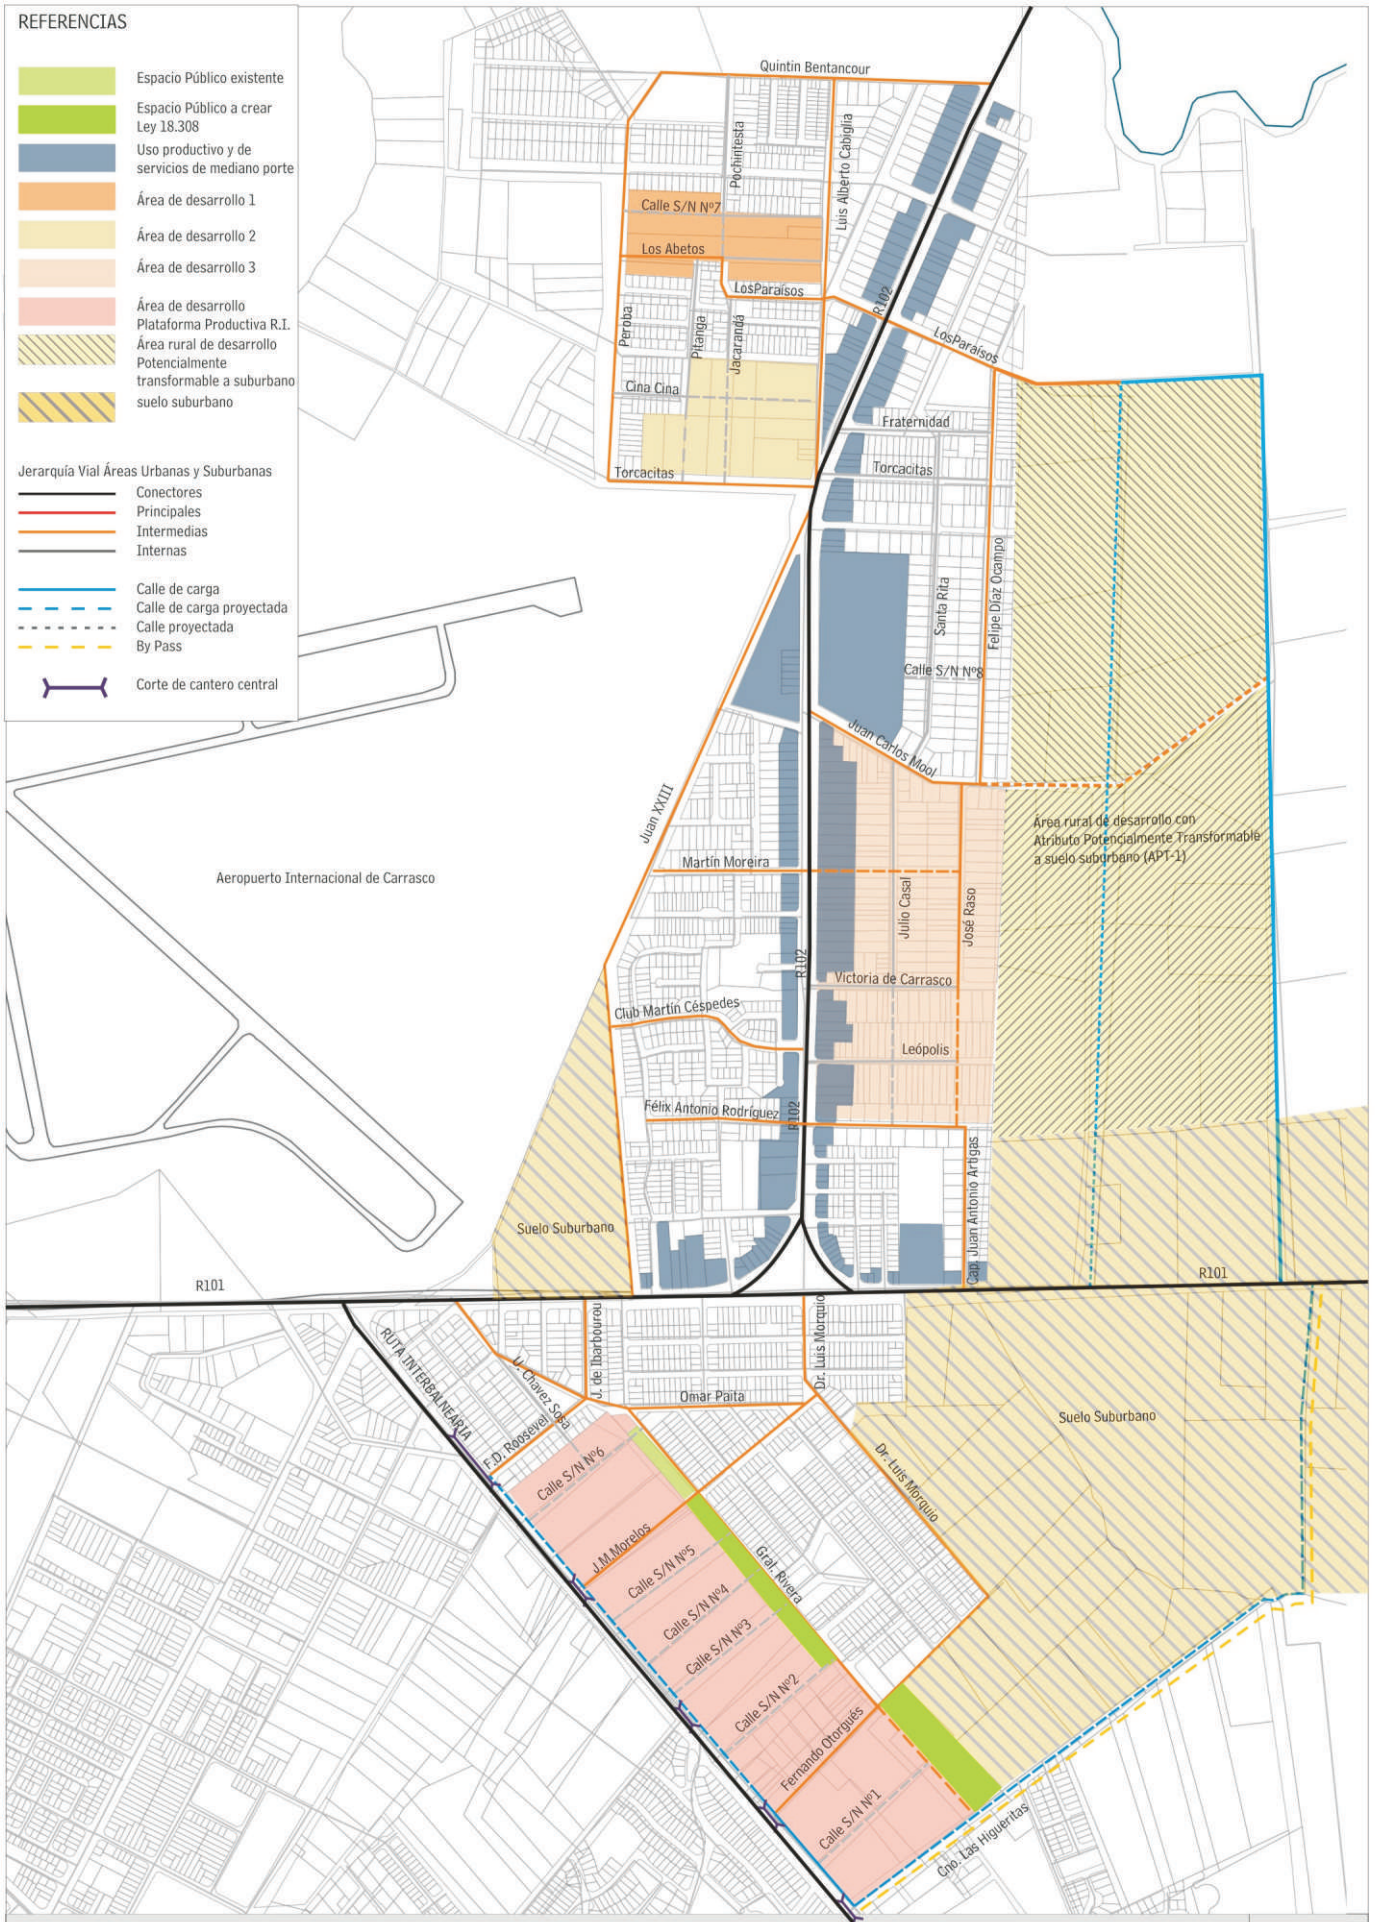 REFERENCIAS
Espacio Público existente
Espacio Público a crear
Ley 18.308
Uso productivo y de
servicios de mediano porte
Área de desarrollo 1
Área de desarrollo 2
Área de desarrollo 3
Área de desarrollo
Plataforma Productiva R.I.
Área rural de desarrollo
Potencialmente
transformable a suburbano
suelo suburbano
Jerarquía Vial Áreas Urbanas y Suburbanas
Conectores
Principales
Intermedias
Internas
Calle de carga
Calle de carga proyectada
Calle proyectada
By Pass
Corte de cantero central
Quintin Bentancour
Pochintesta
Luis Alberto Cabiglia
Calle S/N Nº7
Los Abetos
LosParaísos
R102
LosParaísos
Peroba
Pitanga
Jacarandá
Cina Cina
Torcacitas
Fraternidad
Torcacitas
Santa Rita
Felipe Díaz Ocampo
Calle S/N Nº8
Juan Carlos Mool
Juan XXIII
Área rural de desarrollo con
Atributo Potencialmente Transformable
a suelo suburbano (APT-1)
Martín Moreira
Aeropuerto Internacional de Carrasco
Julio Casal
José Raso
R102
Victoria de Carrasco
Club Martín Céspedes
Leópolis
Félix Antonio Rodríguez
R102
Cap. Juan Antonio Artigas
Suelo Suburbano
R101
R101
RUTA INTERBALNEARIA
U. Chavez Sosa
J. de Ibarbourou
Dr. Luis Morquio
Omar Paita
F.D. Roosevel
Suelo Suburbano
Calle S/N Nº6
Dr. Luis Morquio
J.M.Morelos
Calle S/N Nº5
Gral. Rivera
Calle S/N Nº4
Calle S/N Nº3
Calle S/N Nº2
Fernando Otorgués
Calle S/N Nº1
Cno. Las Higueritas